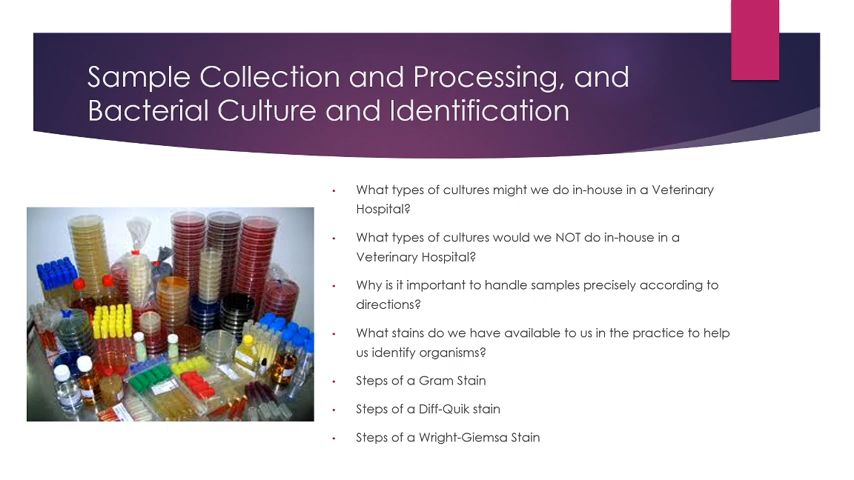 Sample Collection and Processing, and
Bacterial Culture and Identification
• What types of cultures might we do in-house in a Veterinary
Hospital?
• What types of cultures would we NOT do in-house in a
Veterinary Hospital?
• Why is it important to handle samples precisely according to
directions?
• What stains do we have available to us in the practice to help
us identify organisms?
• Steps of a Gram Stain
• Steps of a Diff-Quik stain
• Steps of a Wright-Giemsa Stain